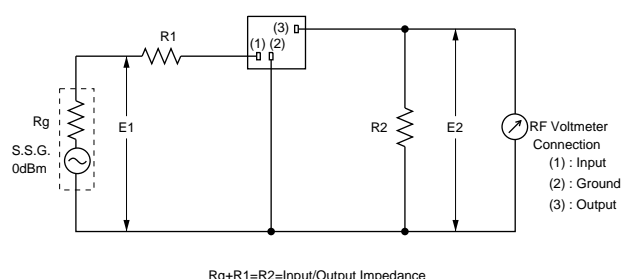 (3)
R1
(1) (2)
Rg
E1
R2
E2
RF Voltmeter
S.S.G.
0dBm
Connection
(1) : Input
(2) : Ground
(3) : Output
Rg+R1=R2=Input/Output Impedance